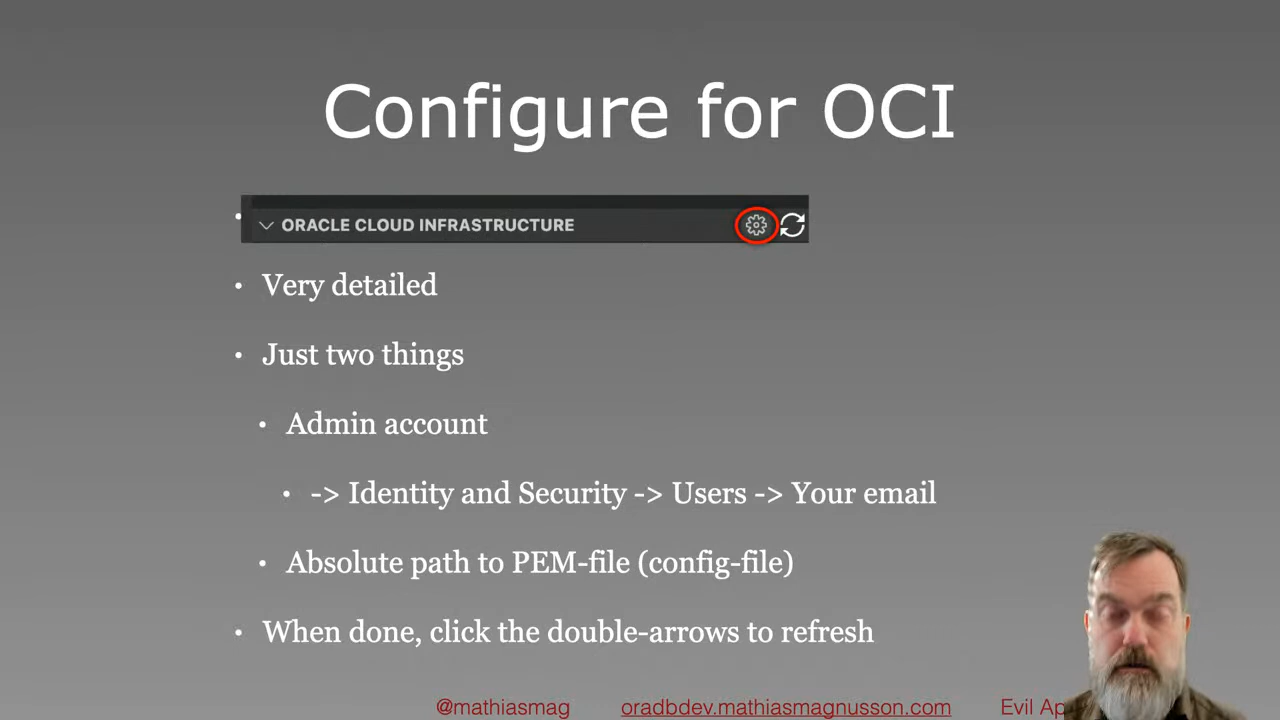 Configure for OCI
ORACLE CLOUD INFRASTRUCTURE
Very detailed
Just two things
Admin account
-> Identity and Security -> Users -> Your email
Absolute path to PEM-file (config-file)
When done, click the double-arrows to refresh
@mathiasmag oradbdev.mathiasmagnusson.com Evil